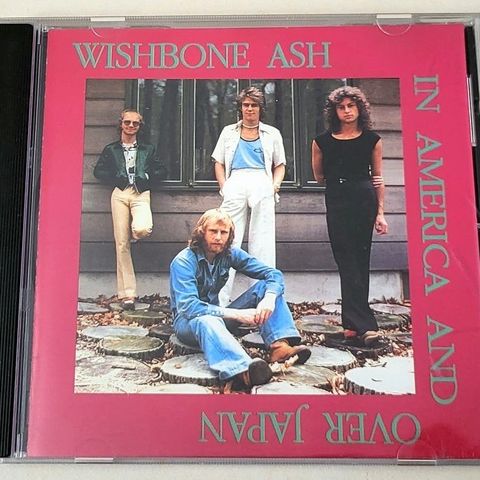 WISHBONE ASH
IN AMERICA AND
OVER JAPAN